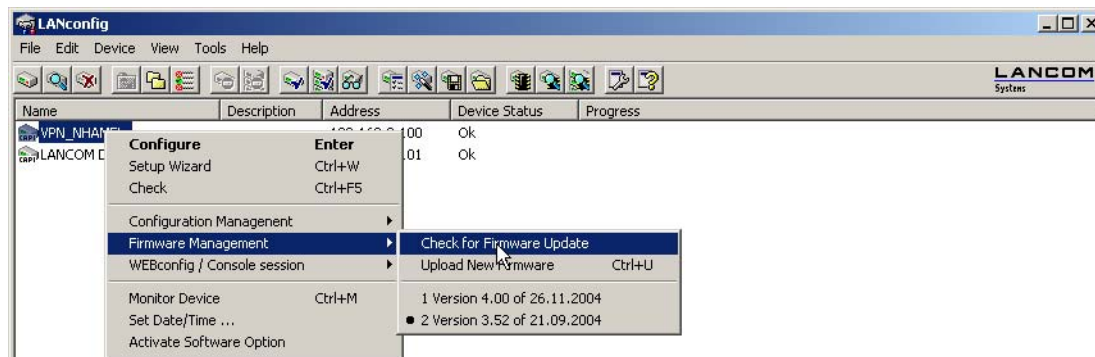 LANconfig
File Edit Device View Tools Help
LANCOM
Systems
Name Description Address Device Status Progress
VPN_NHAMEL 100 Ok
LANCOM D .01 Ok
Configure Enter
Setup Wizard Ctrl+W
Check Ctrl+F5
Configuration Management
Firmware Management
WEBconfig / Console session
Monitor Device Ctrl+M
Set Date/Time ...
Activate Software Option
Check for Firmware Update
Upload New Firmware Ctrl+U
1 Version 4.00 of 26.11.2004
2 Version 3.52 of 21.09.2004